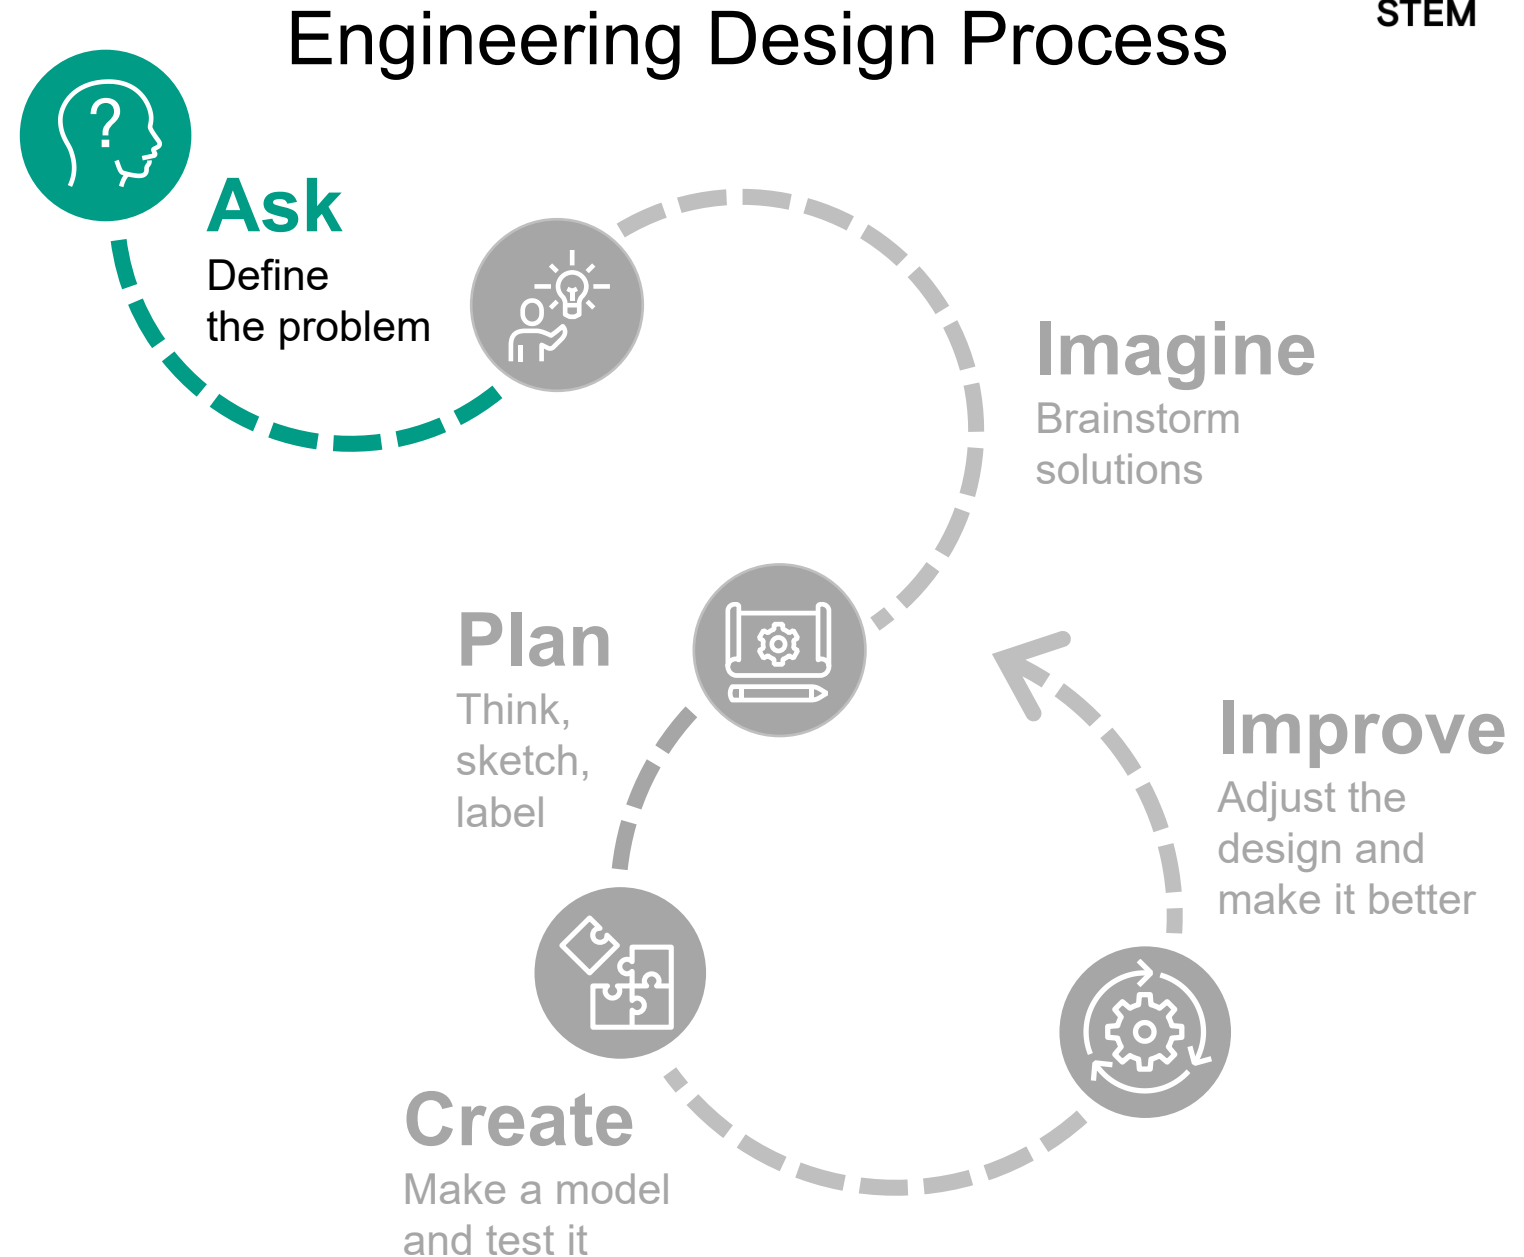 STEM
Engineering Design Process
?
Ask
Define
the problem
Imagine
Brainstorm
solutions
Plan
Think,
sketch,
label
Create
Make a model
and test it
Improve
Adjust the
design and
make it better